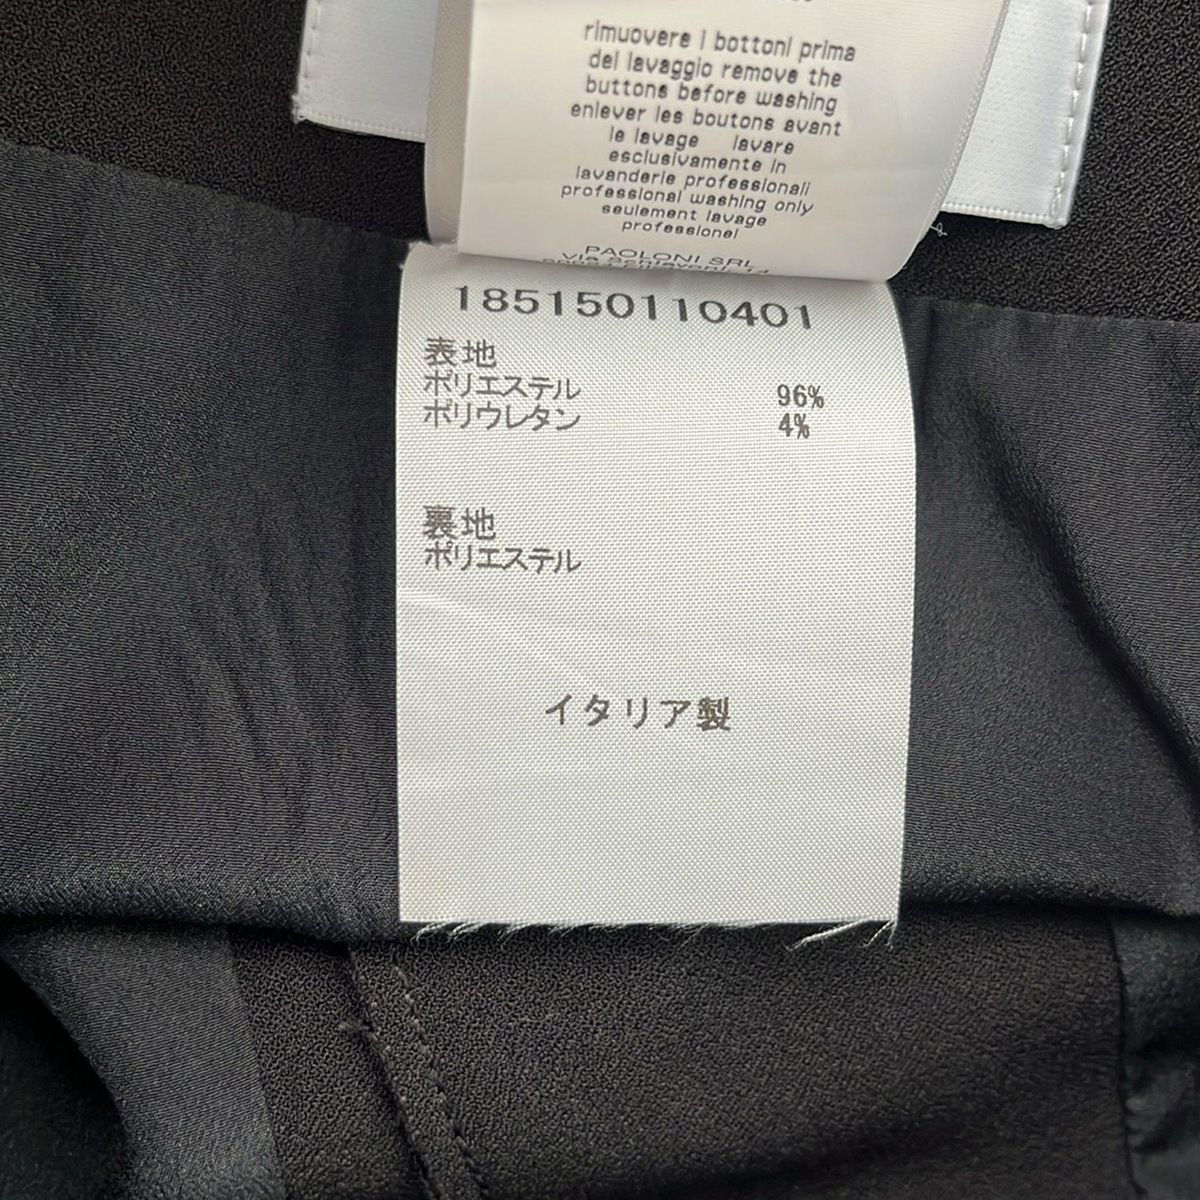 rimuovere i bottoni prima
del lavaggio remove the
buttons before washing
enlever les boutons avant
le lavage lavare
esclusivamente in
lavanderie professionali
professional washing only
seulement lavage
professionel
PAOLONI SRL
Via Schiavoni, 14
185150110401
表地
ポリエステル 96%
ポリウレタン 4%
裏地
ポリエステル
イタリア製